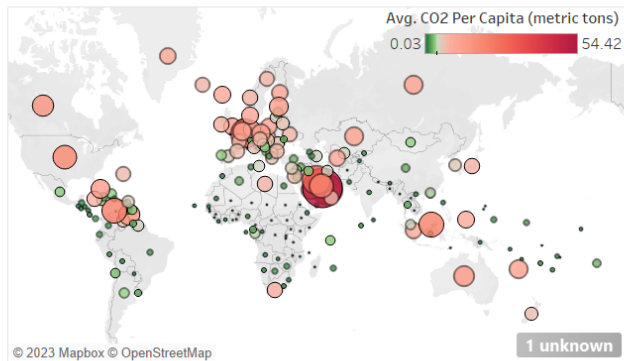 Avg. CO2 Per Capita (metric tons)
0.03 54.42
1 unknown
© 2023 Mapbox © OpenStreetMap